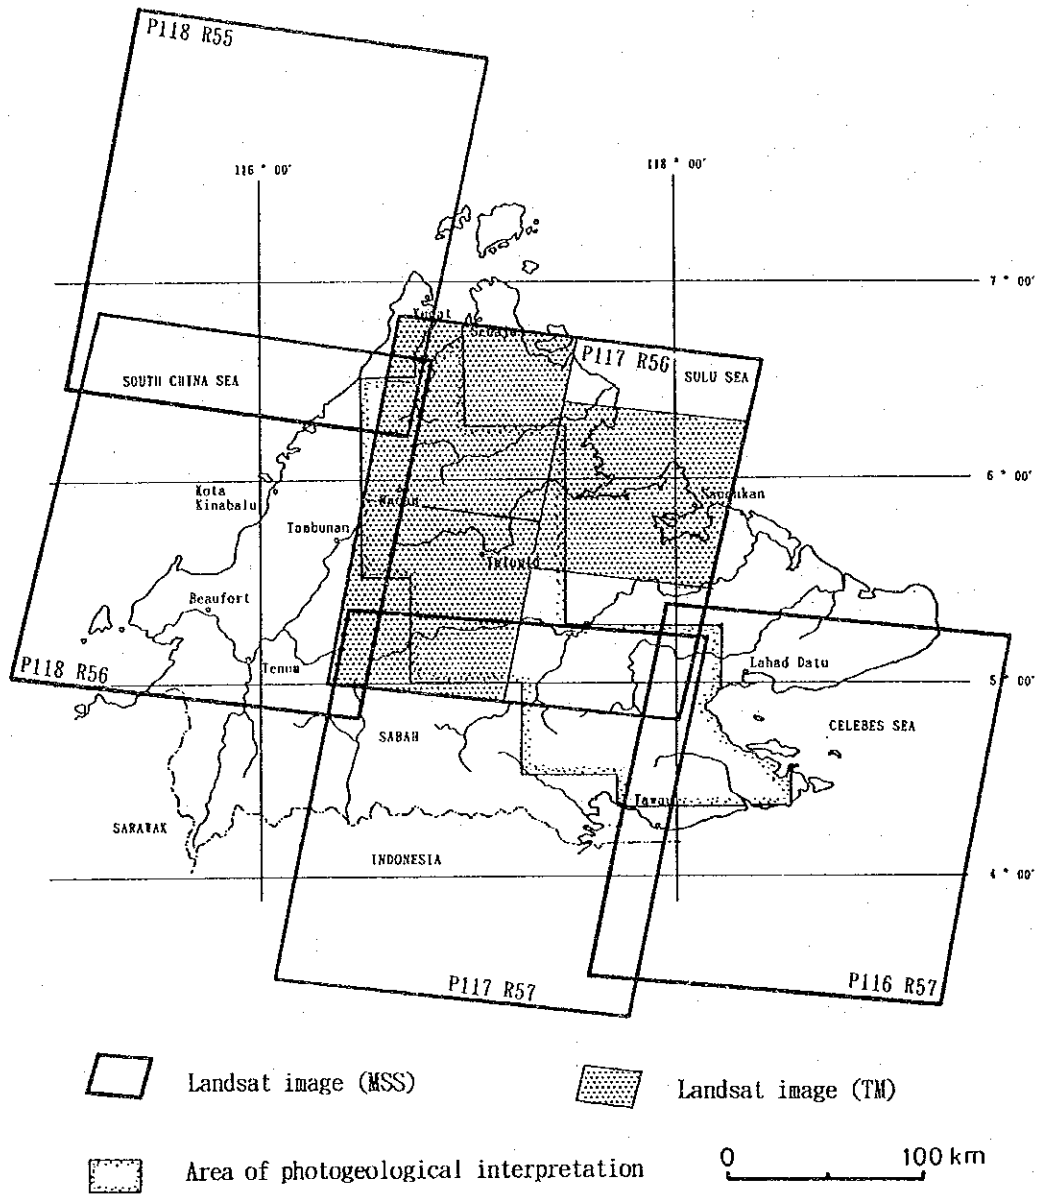 P118 R55
116° 00'
118° 00'
7° 00'
Kudat
P117 R56
SOUTH CHINA SEA
SULU SEA
6° 00'
Kota
Kinabalu
Sandakan
Tambunan
Beaufort
P118 R56
Tenom
Lahad Datu
5° 00'
SABAH
CELEBES SEA
Tawau
SARAWAK
INDONESIA
4° 00'
P117 R57
P116 R57
Landsat image (MSS)
Landsat image (TM)
Area of photogeological interpretation
0 100 km